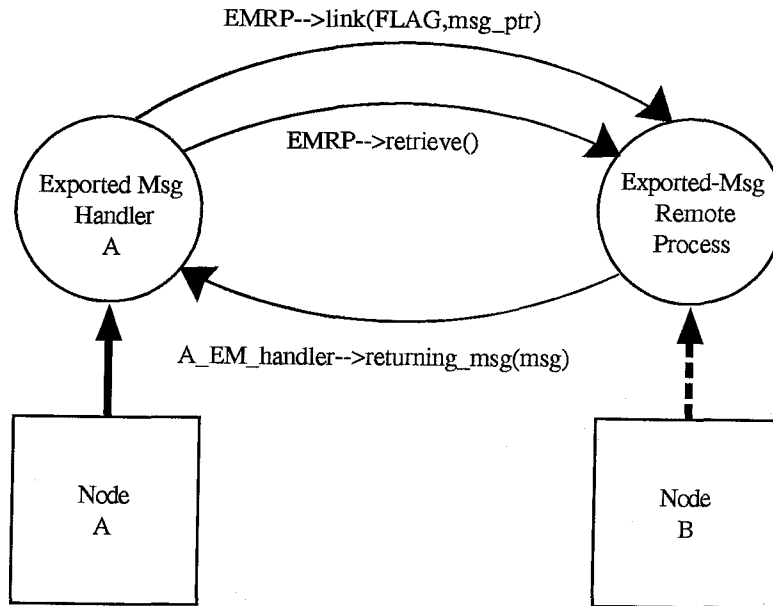 EMRP-->link(FLAG,msg_ptr)
EMRP-->retrieve()
Exported Msg
Handler
A
Exported-Msg
Remote
Process
A_EM_handler-->returning_msg(msg)
Node
A
Node
B